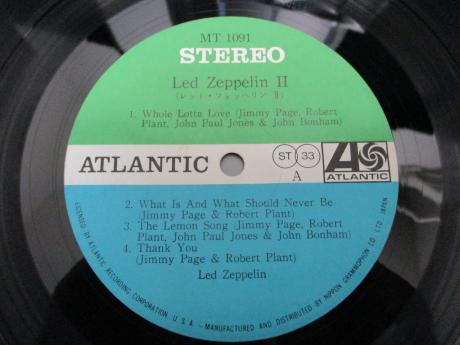 MT 1091
STEREO
Led Zeppelin II
(レッド・ツェッペリン II)
1. Whole Lotta Love (Jimmy Page, Robert
Plant, John Paul Jones & John Bonham)
ATLANTIC
ST 33
A
ATLANTIC
2. What Is And What Should Never Be
(Jimmy Page & Robert Plant)
3. The Lemon Song (Jimmy Page, Robert
Plant, John Paul Jones & John Bonham)
4. Thank You
(Jimmy Page & Robert Plant)
Led Zeppelin
LICENSED BY ATLANTIC RECORDING CORPORATION, U.S.A.-MANUFACTURED AND DISTRIBUTED BY NIPPON GRAMMOPHON CO. LTD. JAPAN